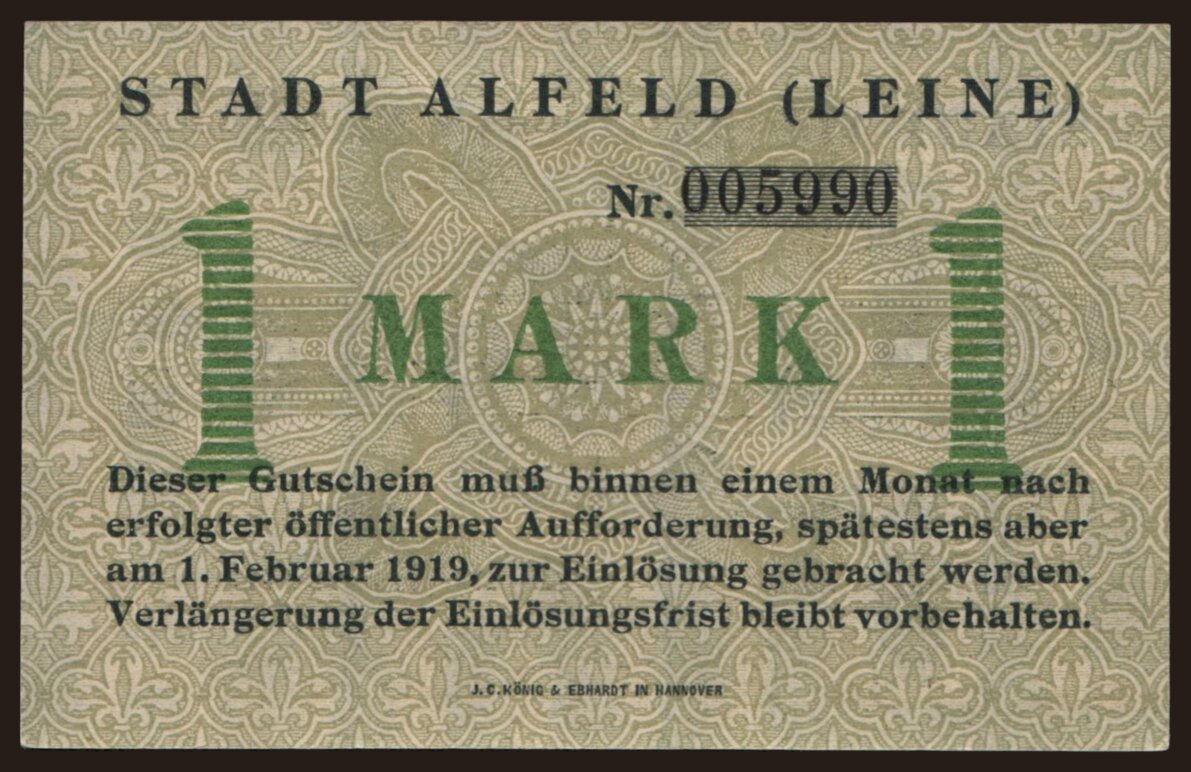 STADT ALFELD (LEINE)
Nr. 005990
1 MARK 1
Dieser Gutschein muß binnen einem Monat nach
erfolgter öffentlicher Aufforderung, spätestens aber
am 1. Februar 1919, zur Einlösung gebracht werden.
Verlängerung der Einlösungsfrist bleibt vorbehalten.
J. C. KÖNIG & EBHARDT IN HANNOVER